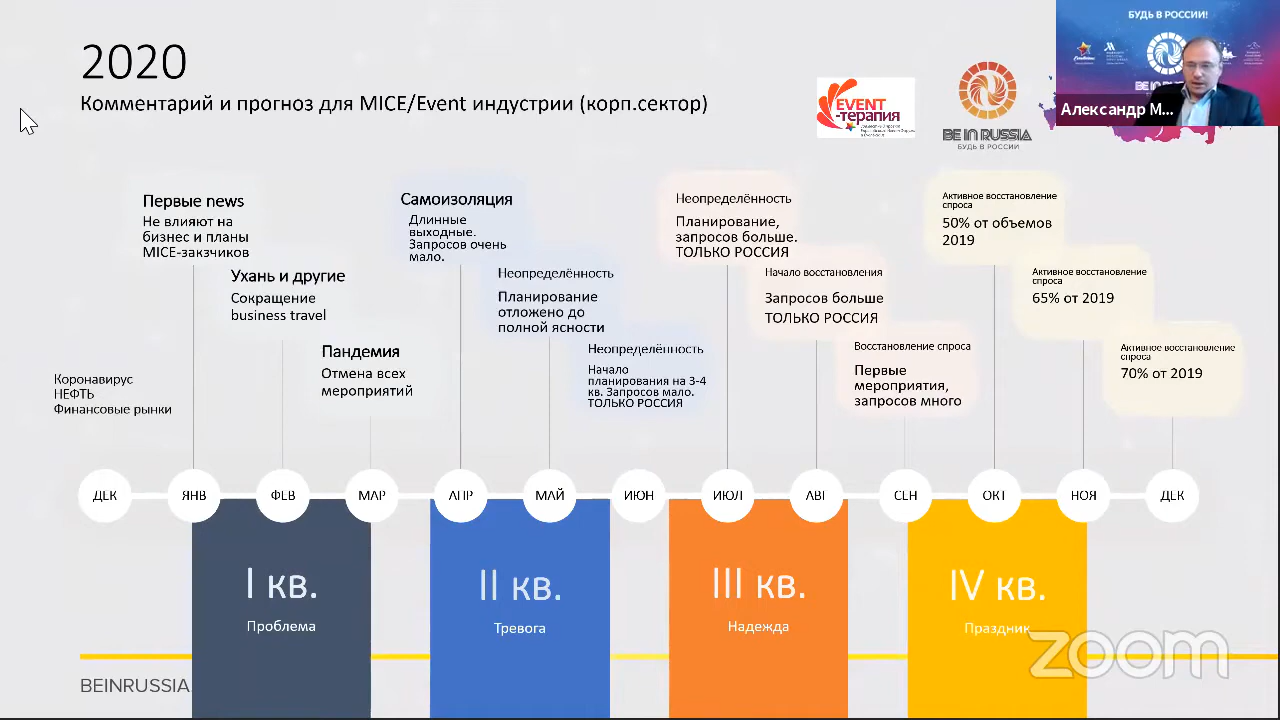 2020
Комментарий и прогноз для MICE/Event индустрии (корп.сектор)
EVENT
-терапия
BE IN RUSSIA
БУДЬ В РОССИИ
БУДЬ В РОССИИ!
BE IN
Александр М...
Первые news
Не влияют на
бизнес и планы
MICE-закзчиков
Ухань и другие
Сокращение
business travel
Пандемия
Отмена всех
мероприятий
Коронавирус
НЕФТЬ
Финансовые рынки
Самоизоляция
Длинные
выходные.
Запросов очень
мало.
Неопределённость
Планирование
отложено до
полной ясности
Неопределённость
Начало
планирования на 3-4
кв. Запросов мало.
ТОЛЬКО РОССИЯ
Неопределённость
Планирование,
запросов больше.
ТОЛЬКО РОССИЯ
Начало восстановления
Запросов больше
ТОЛЬКО РОССИЯ
Восстановление спроса
Первые
мероприятия,
запросов много
Активное восстановление
спроса
50% от объемов
2019
Активное восстановление
спроса
65% от 2019
Активное восстановление
спроса
70% от 2019
ДЕК
ЯНВ
ФЕВ
МАР
АПР
МАЙ
ИЮН
ИЮЛ
АВГ
СЕН
ОКТ
НОЯ
ДЕК
I кв.
Проблема
II кв.
Тревога
III кв.
Надежда
IV кв.
Праздник
BEINRUSSIA
zoom